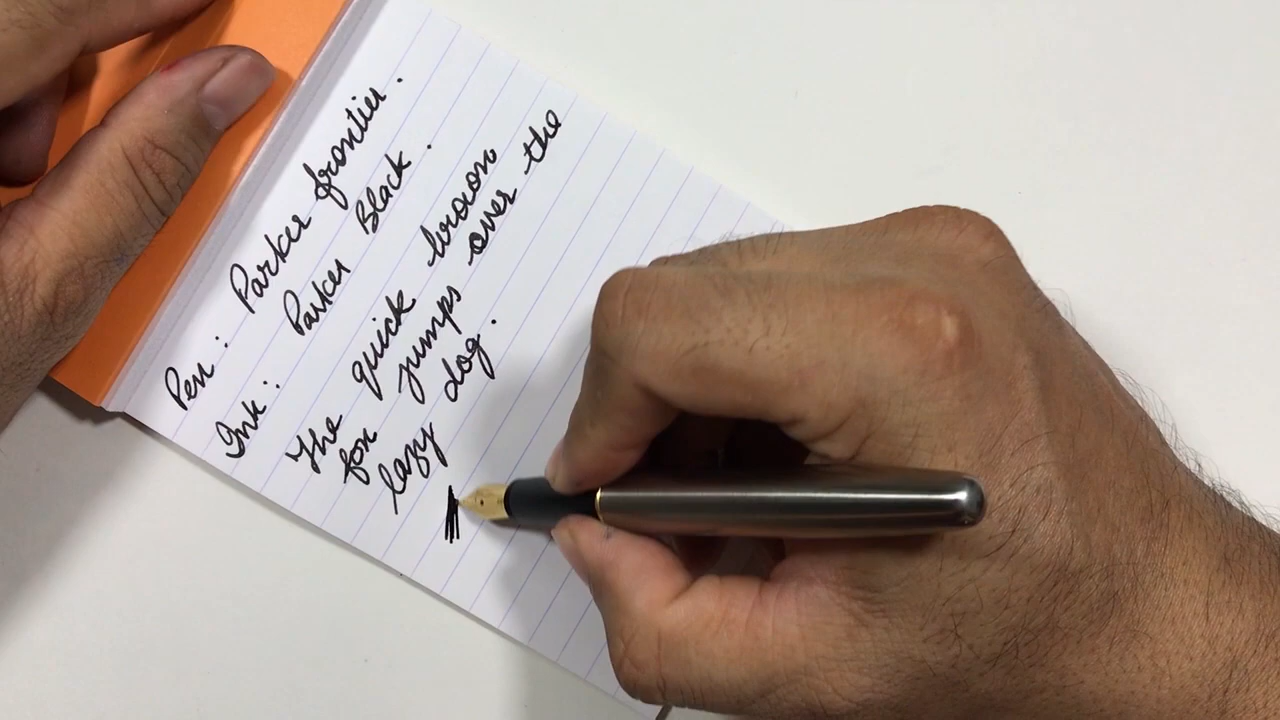 Pen : Parker frontier.
Ink : Parker Black.
The quick brown
fox jumps over the
lazy dog.